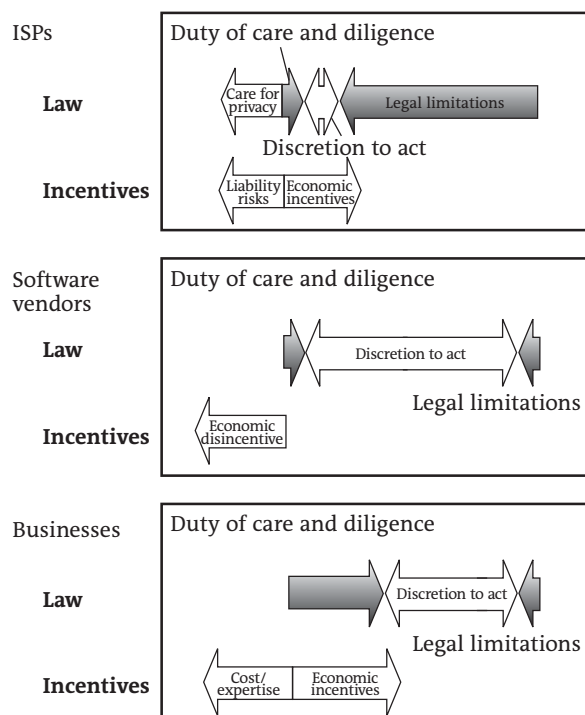 ISPs
Duty of care and diligence
Law
Care for
privacy
Legal limitations
Discretion to act
Incentives
Liability
risks
Economic
incentives
Software
vendors
Duty of care and diligence
Law
Discretion to act
Legal limitations
Incentives
Economic
disincentive
Businesses
Duty of care and diligence
Law
Discretion to act
Legal limitations
Incentives
Cost/
expertise
Economic
incentives